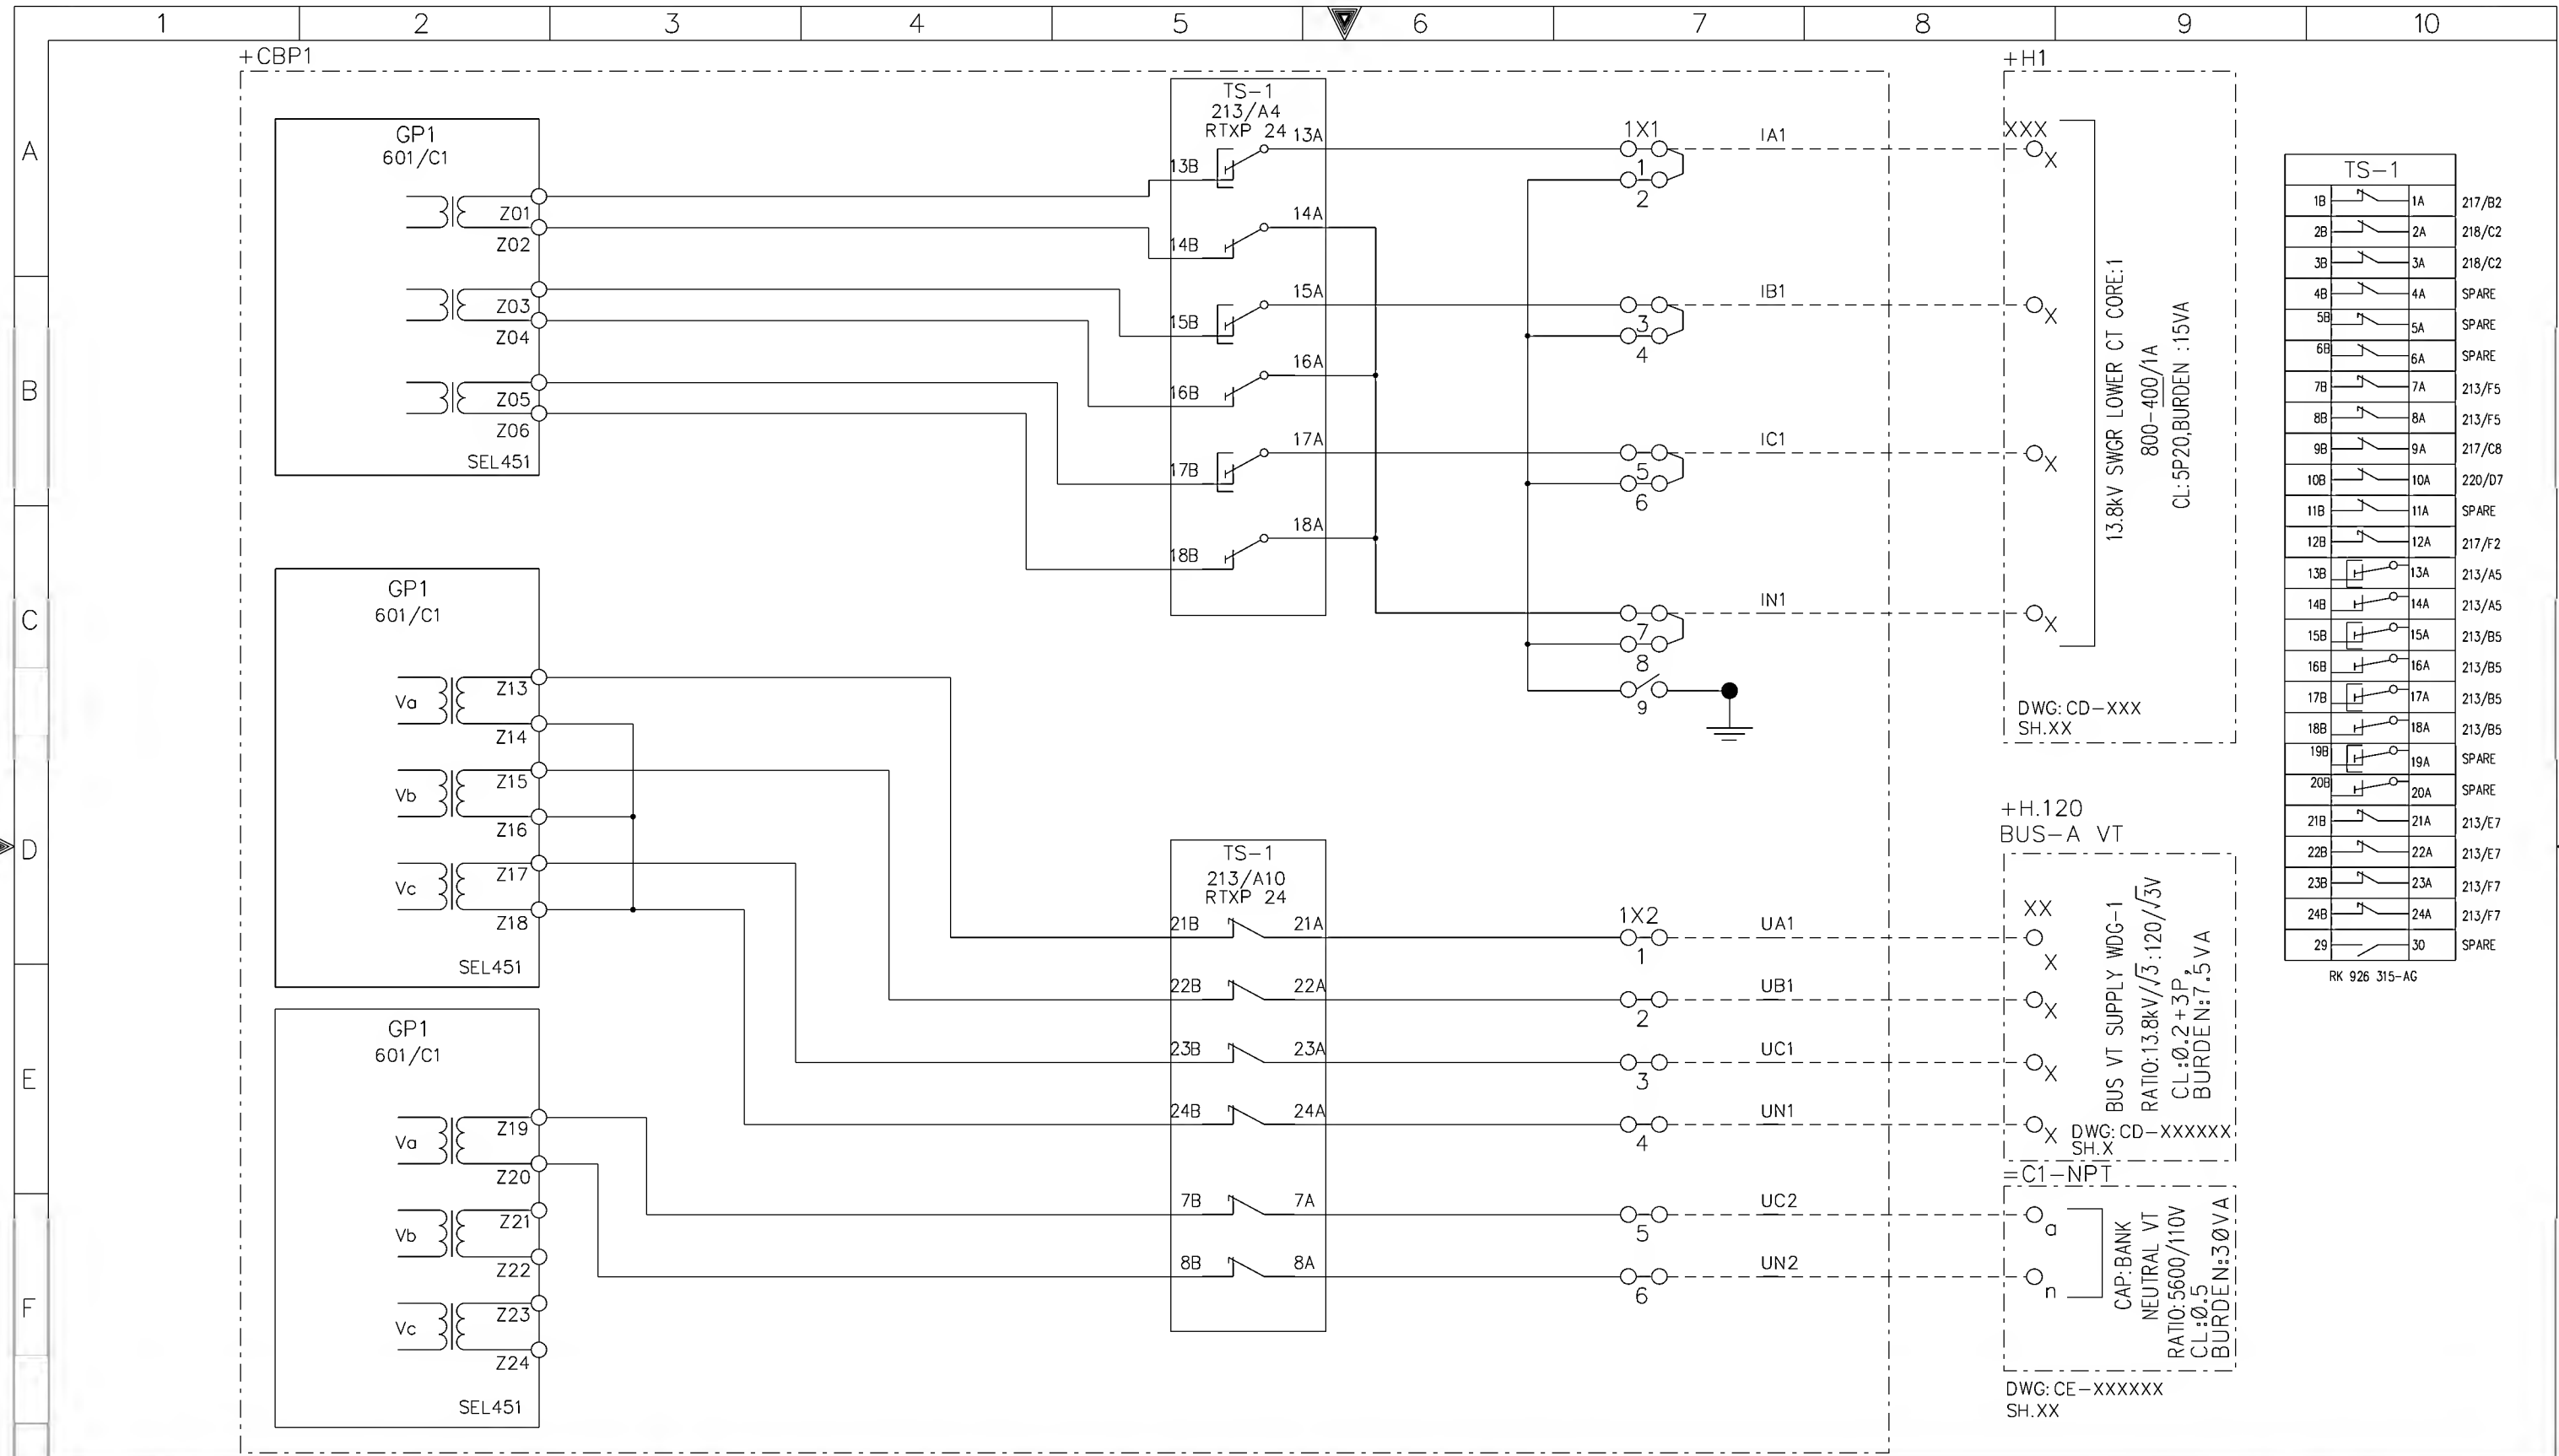 1 2 3 4 5 6 7 8 9 10
A
B
C
D
E
F
+CBP1
GP1
601/C1
Z01
Z02
Z03
Z04
Z05
Z06
SEL451
GP1
601/C1
Va
Z13
Z14
Vb
Z15
Z16
Vc
Z17
Z18
SEL451
GP1
601/C1
Va
Z19
Z20
Vb
Z21
Z22
Vc
Z23
Z24
SEL451
TS-1
213/A4
RTXP 24
13A
13B
14A
14B
15A
15B
16A
16B
17A
17B
18A
18B
TS-1
213/A10
RTXP 24
21B 21A
22B 22A
23B 23A
24B 24A
7B 7A
8B 8A
1X1
1
2
3
4
5
6
7
8
9
IA1
IB1
IC1
IN1
1X2
1
2
3
4
5
6
UA1
UB1
UC1
UN1
UC2
UN2
+H1
XXX
X
X
X
X
13.8kV SWGR LOWER CT CORE:1
800-400/1A
CL:5P20,BURDEN :15VA
DWG:CD-XXX
SH.XX
+H.120
BUS-A VT
XX
X
X
X
X
BUS VT SUPPLY WDG-1
RATIO:13.8kV/√3:120/√3V
CL:Ø.2+3P,
BURDEN:7.5VA
DWG:CD-XXXXXX
SH.X
=C1-NPT
a
n
CAP:BANK
NEUTRAL VT
RATIO:5600/110V
CL:Ø.5
BURDEN:3ØVA
DWG:CE-XXXXXX
SH.XX
TS-1
1B 1A 217/B2
2B 2A 218/C2
3B 3A 218/C2
4B 4A SPARE
5B 5A SPARE
6B 6A SPARE
7B 7A 213/F5
8B 8A 213/F5
9B 9A 217/C8
10B 10A 220/D7
11B 11A SPARE
12B 12A 217/F2
13B 13A 213/A5
14B 14A 213/A5
15B 15A 213/B5
16B 16A 213/B5
17B 17A 213/B5
18B 18A 213/B5
19B 19A SPARE
20B 20A SPARE
21B 21A 213/E7
22B 22A 213/E7
23B 23A 213/F7
24B 24A 213/F7
29 30 SPARE
RK 926 315-AG